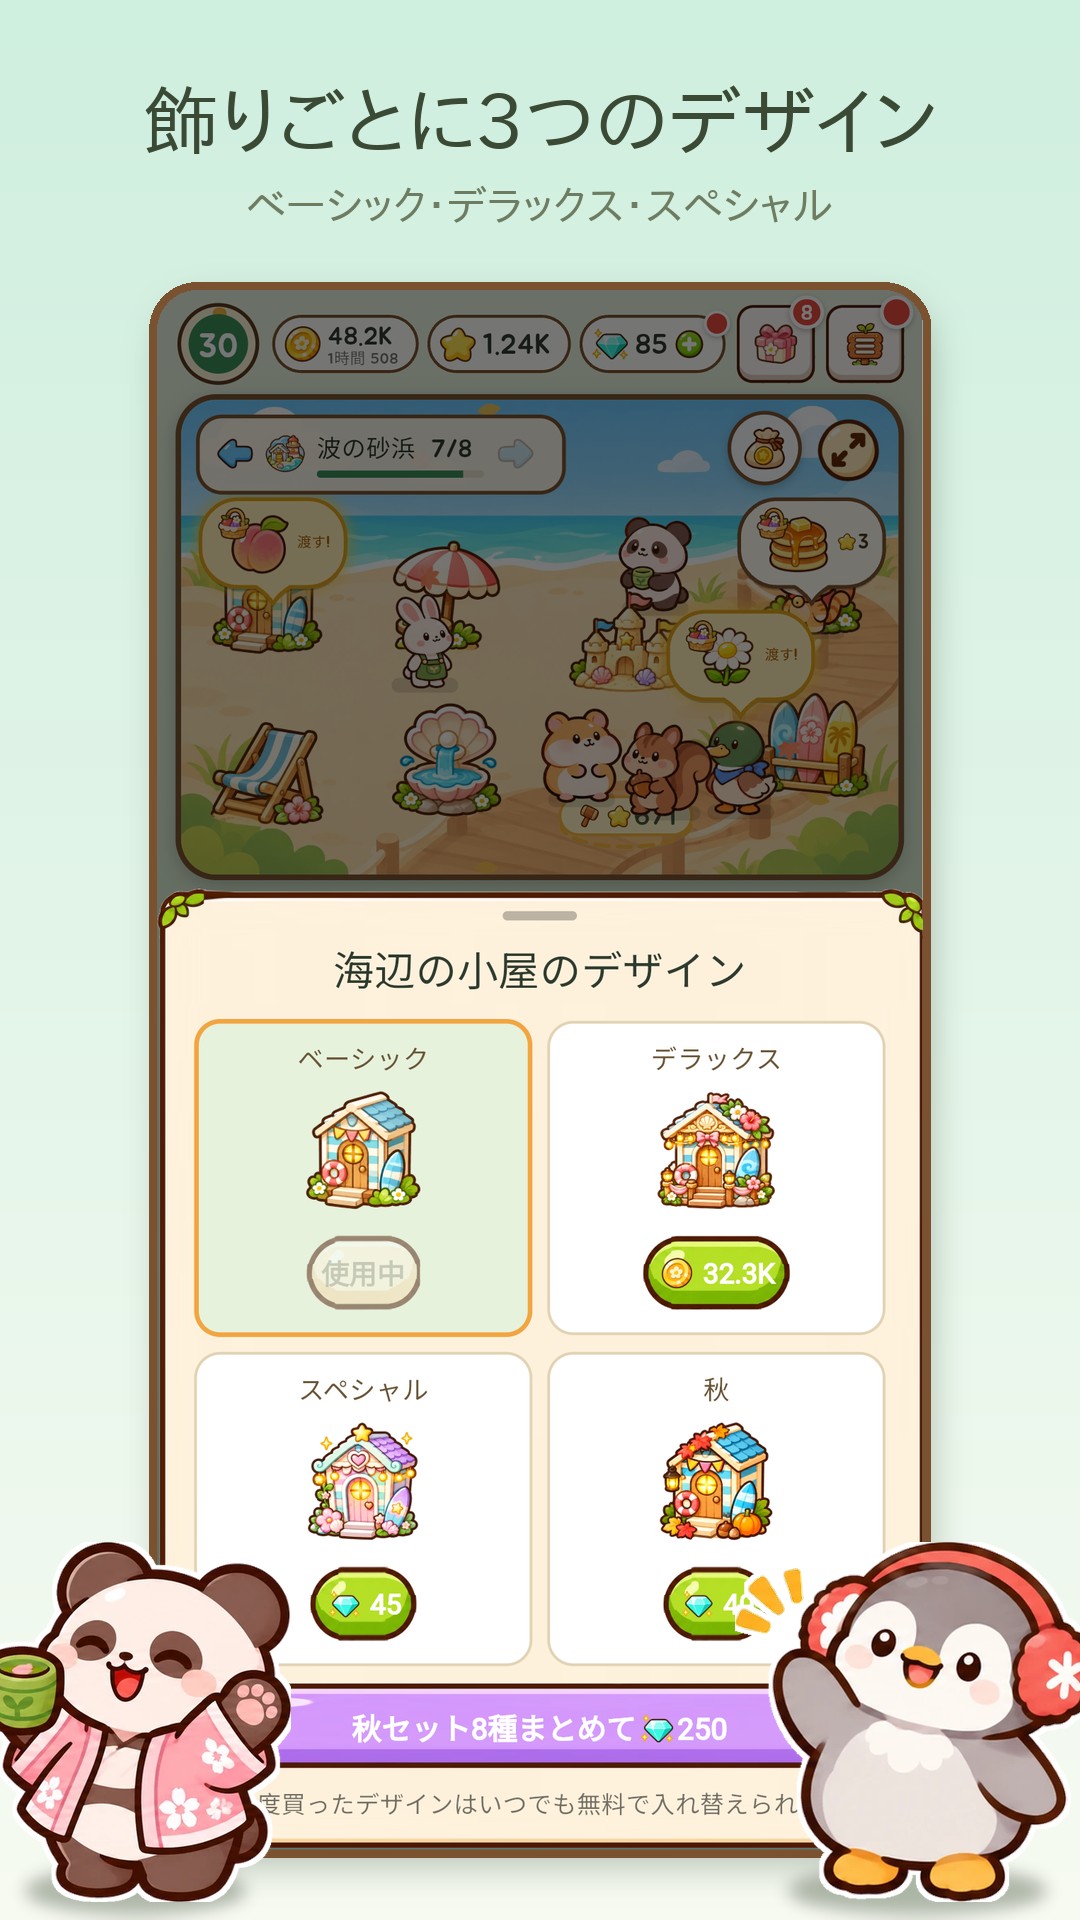 飾りごとに3つのデザイン
ベーシック·デラックス·スペシャル
30
48.2K
1時間 508
1.24K
85
8
波の砂浜 7/8
渡す!
3
渡す!
海辺の小屋のデザイン
ベーシック
デラックス
使用中
32.3K
スペシャル
秋
45
秋セット8種まとめて 250
度買ったデザインはいつでも無料で入れ替えられ